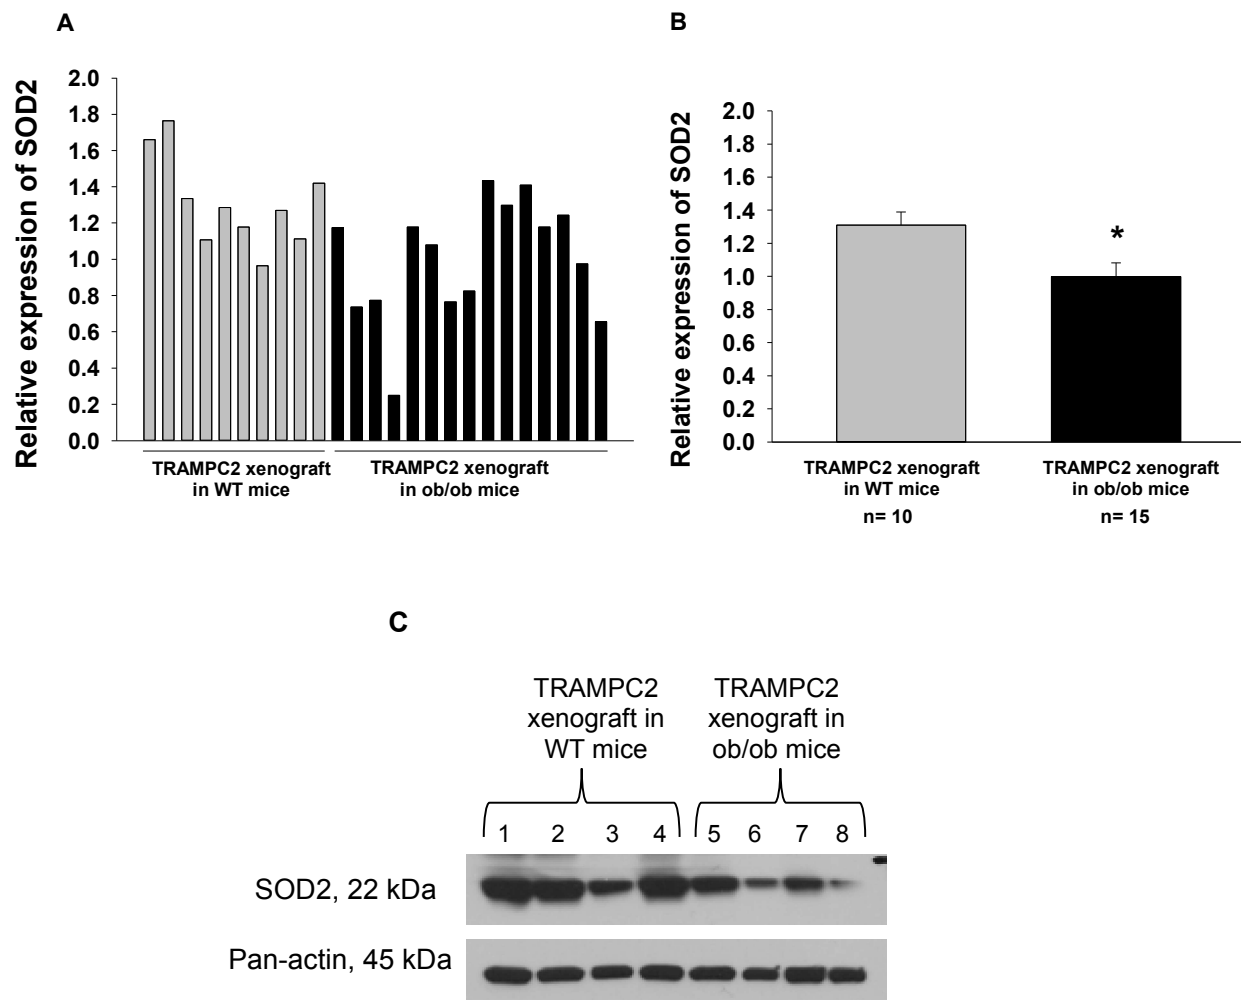 A
Relative expression of SOD2
2.0
1.8
1.6
1.4
1.2
1.0
0.8
0.6
0.4
0.2
0.0
TRAMPC2 xenograft
in WT mice
TRAMPC2 xenograft
in ob/ob mice
B
Relative expression of SOD2
2.0
1.8
1.6
1.4
1.2
1.0
0.8
0.6
0.4
0.2
0.0
*
TRAMPC2 xenograft
in WT mice
n= 10
TRAMPC2 xenograft
in ob/ob mice
n= 15
C
TRAMPC2
xenograft in
WT mice
TRAMPC2
xenograft in
ob/ob mice
1 2 3 4 5 6 7 8
SOD2, 22 kDa
Pan-actin, 45 kDa